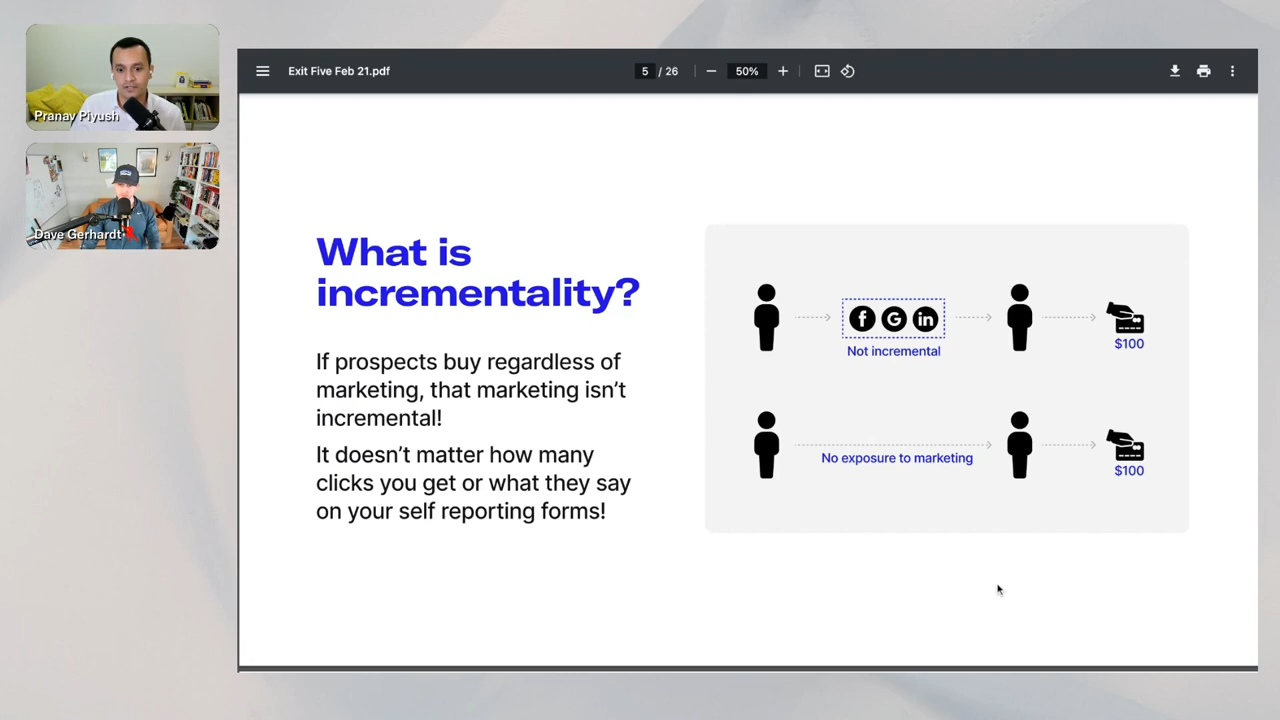 Pranav Piyush
Dave Gerhardt
Exit Five Feb 21.pdf
5 / 26
50%
What is
incrementality?
If prospects buy regardless of
marketing, that marketing isn't
incremental!
It doesn't matter how many
clicks you get or what they say
on your self reporting forms!
f G in
Not incremental
$100
No exposure to marketing
$100